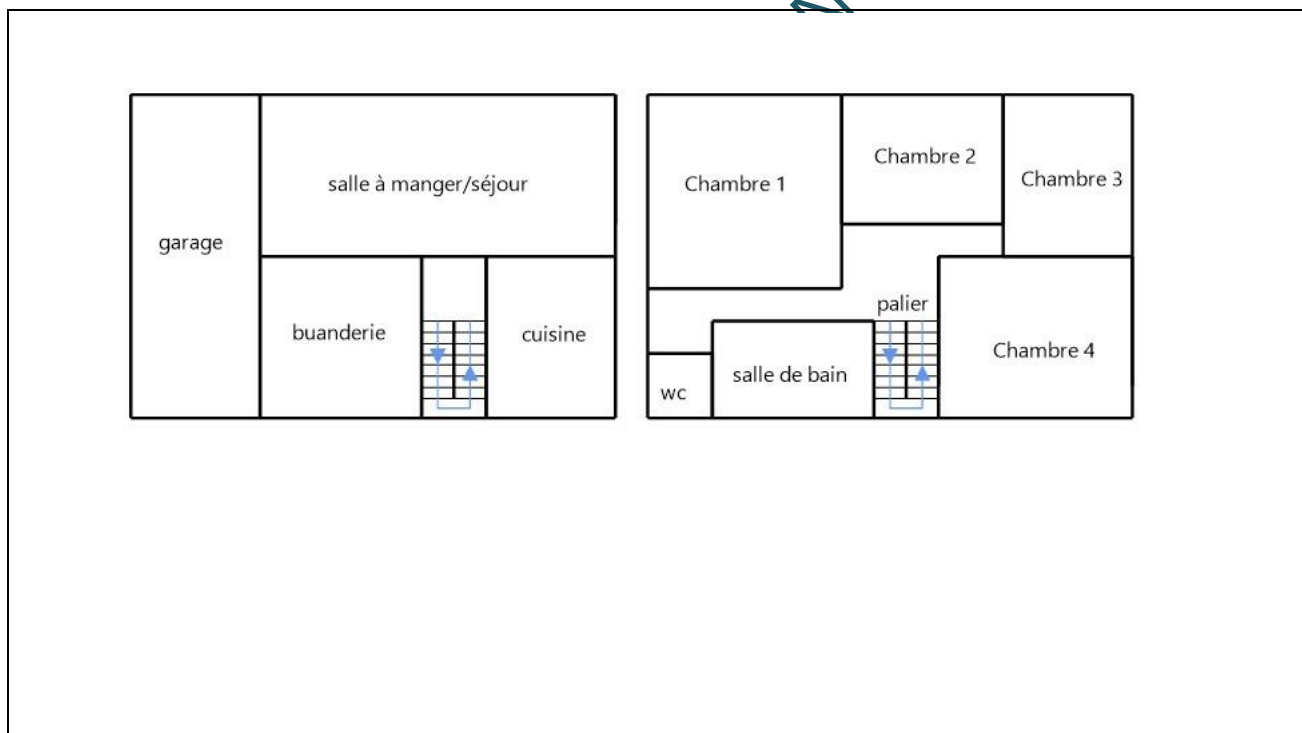 salle à manger/séjour
garage
buanderie
cuisine
Chambre 1
Chambre 2
Chambre 3
palier
Chambre 4
salle de bain
wc